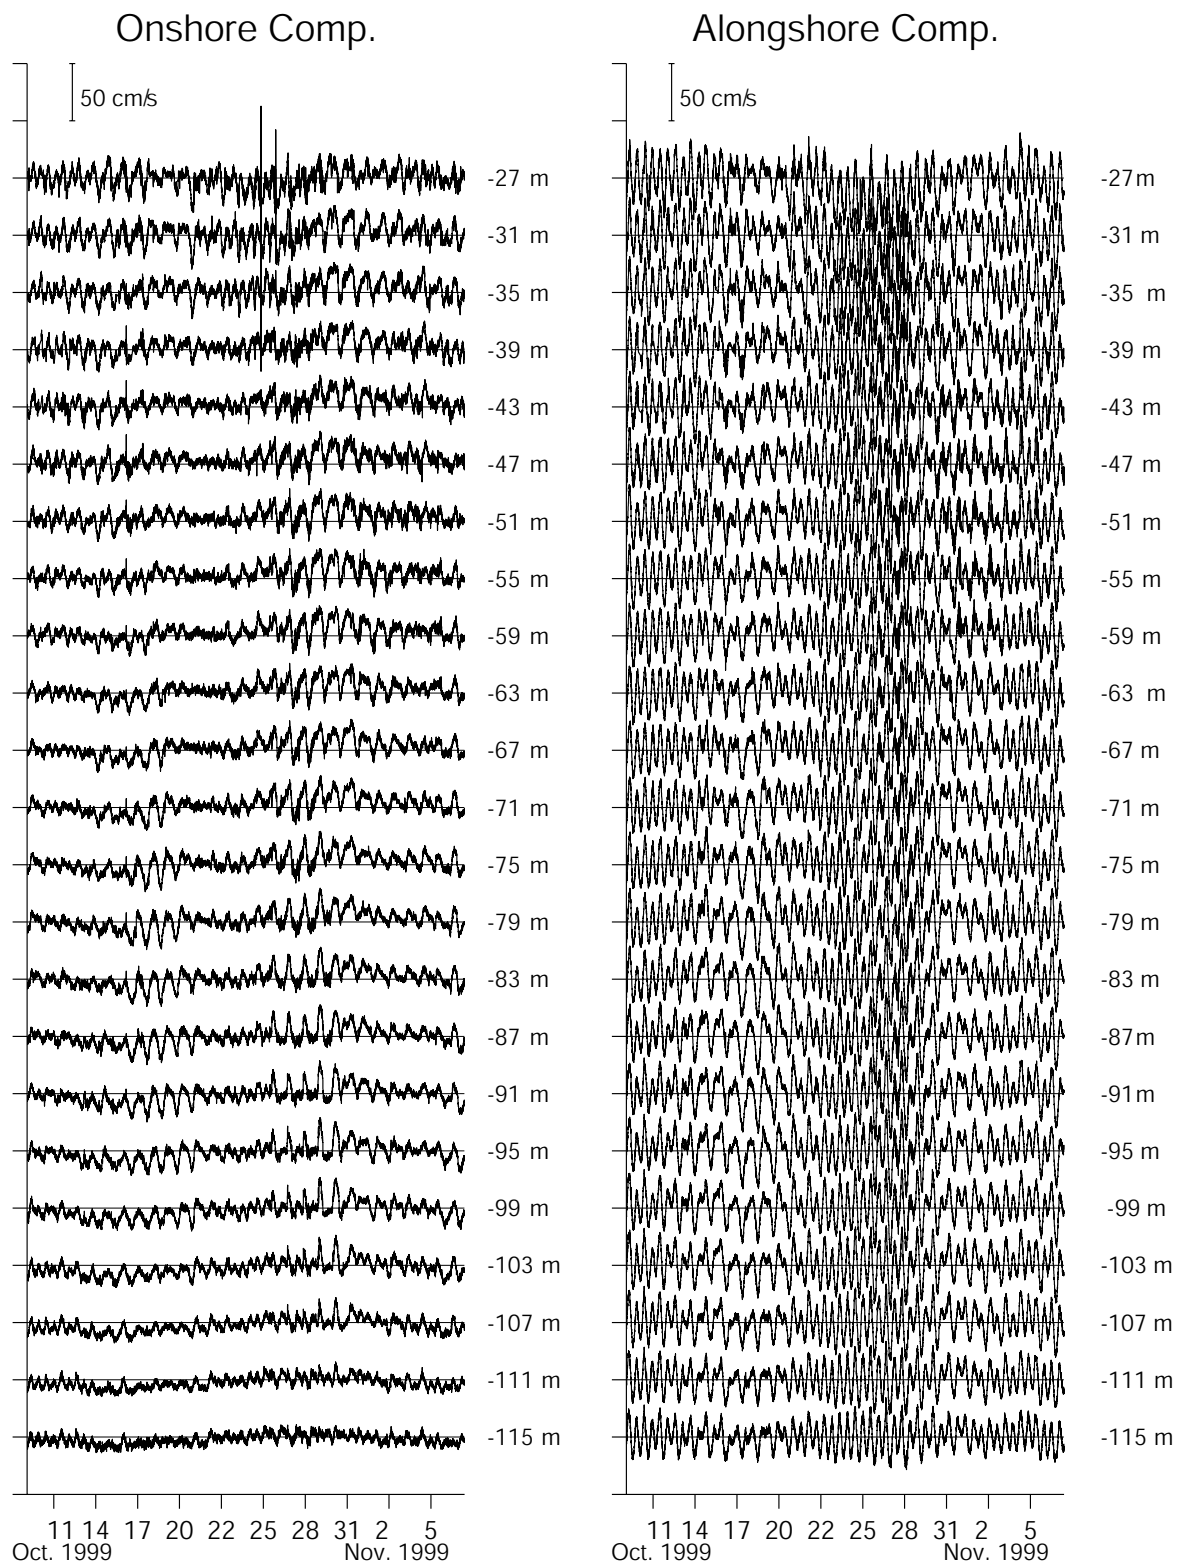 Onshore Comp.
Alongshore Comp.
50 cm/s
50 cm/s
-27 m
-27m
-31 m
-31 m
-35 m
-35 m
-39 m
-39 m
-43 m
-43 m
-47 m
-47 m
-51 m
-51 m
-55 m
-55 m
-59 m
-59 m
-63 m
-63 m
-67 m
-67 m
-71 m
-71 m
-75 m
-75 m
-79 m
-79 m
-83 m
-83 m
-87 m
-87m
-91 m
-91m
-95 m
-95 m
-99 m
-99 m
-103 m
-103 m
-107 m
-107 m
-111 m
-111 m
-115 m
-115 m
11 14 17 20 22 25 28 31 2 5
11 14 17 20 22 25 28 31 2 5
Oct. 1999 Nov. 1999
Oct. 1999 Nov. 1999